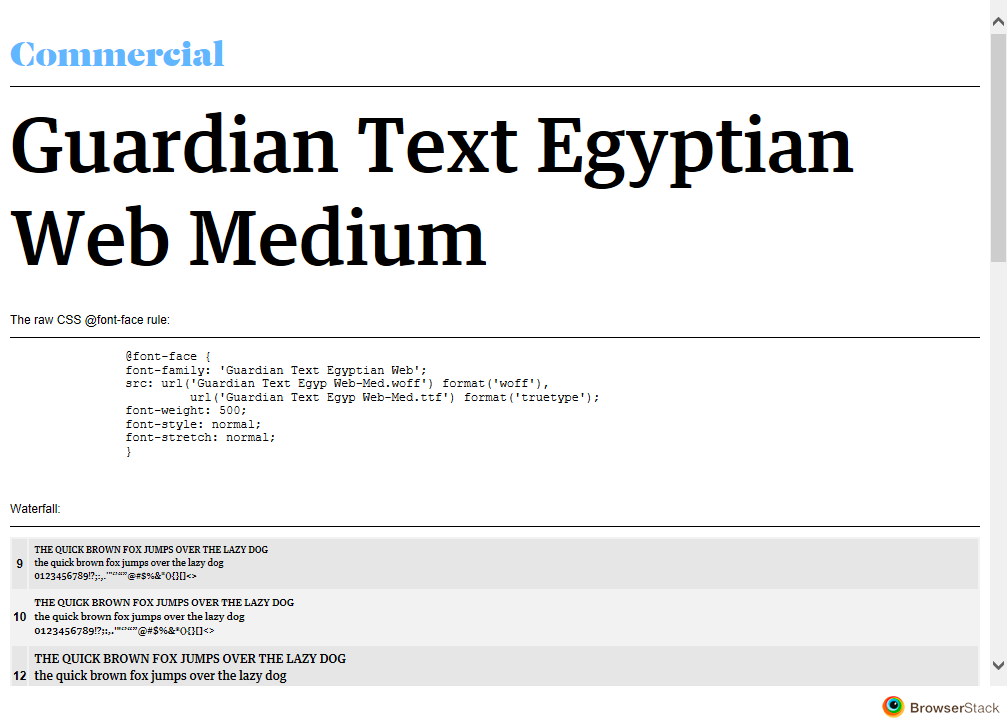 Commercial
Guardian Text Egyptian
Web Medium
The raw CSS @font-face rule:
@font-face {
font-family: 'Guardian Text Egyptian Web';
src: url('Guardian Text Egyp Web-Med.woff') format('woff'),
url('Guardian Text Egyp Web-Med.ttf') format('truetype');
font-weight: 500;
font-style: normal;
font-stretch: normal;
}
Waterfall:
THE QUICK BROWN FOX JUMPS OVER THE LAZY DOG
9 the quick brown fox jumps over the lazy dog
0123456789!?;:,.'"‘’“”@#$%&*(){}[]<>
THE QUICK BROWN FOX JUMPS OVER THE LAZY DOG
10 the quick brown fox jumps over the lazy dog
0123456789!?;:,.'"‘’“”@#$%&*(){}[]<>
THE QUICK BROWN FOX JUMPS OVER THE LAZY DOG
12 the quick brown fox jumps over the lazy dog
BrowserStack